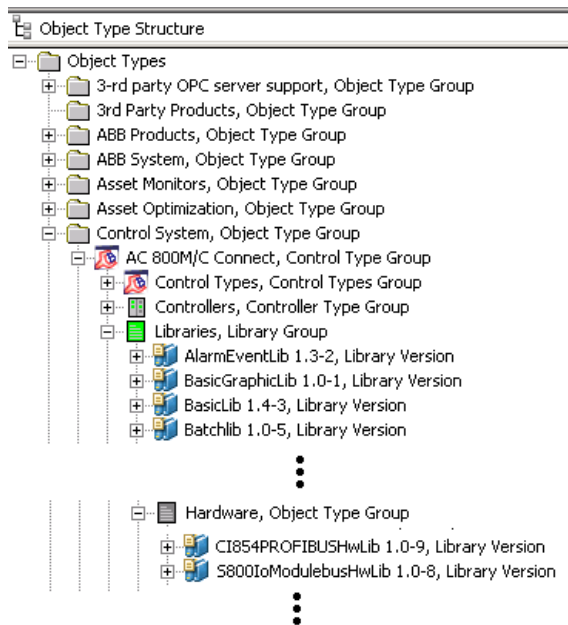 Object Type Structure
Object Types
3-rd party OPC server support, Object Type Group
3rd Party Products, Object Type Group
ABB Products, Object Type Group
ABB System, Object Type Group
Asset Monitors, Object Type Group
Asset Optimization, Object Type Group
Control System, Object Type Group
AC 800M/C Connect, Control Type Group
Control Types, Control Types Group
Controllers, Controller Type Group
Libraries, Library Group
AlarmEventLib 1.3-2, Library Version
BasicGraphicLib 1.0-1, Library Version
BasicLib 1.4-3, Library Version
Batchlib 1.0-5, Library Version
Hardware, Object Type Group
CI854PROFIBUSHwLib 1.0-9, Library Version
S800IoModulebusHwLib 1.0-8, Library Version